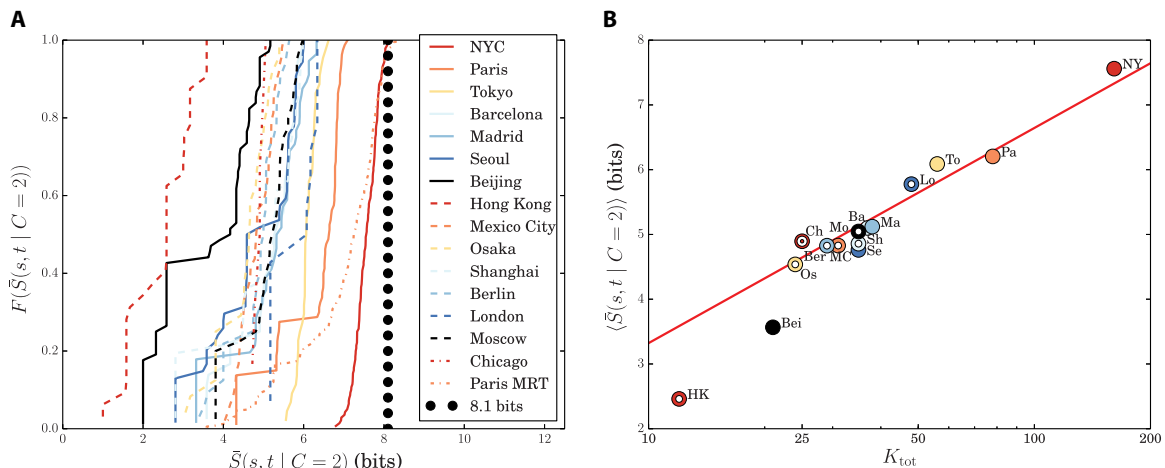 A
F(S̄(s, t | C = 2))
1.0
0.8
0.6
0.4
0.2
0.0
0.0
2
4
6
8
10
12
S̄(s, t | C = 2) (bits)
NYC
Paris
Tokyo
Barcelona
Madrid
Seoul
Beijing
Hong Kong
Mexico City
Osaka
Shanghai
Berlin
London
Moscow
Chicago
Paris MRT
8.1 bits
B
⟨S̄(s, t | C = 2)⟩ (bits)
8
7
6
5
4
3
2
1
NY
To
Pa
Lo
Ba
Ma
Ch
Mo
Sh
Ber MC
Se
Os
Bei
HK
10
25
50
100
200
K_tot